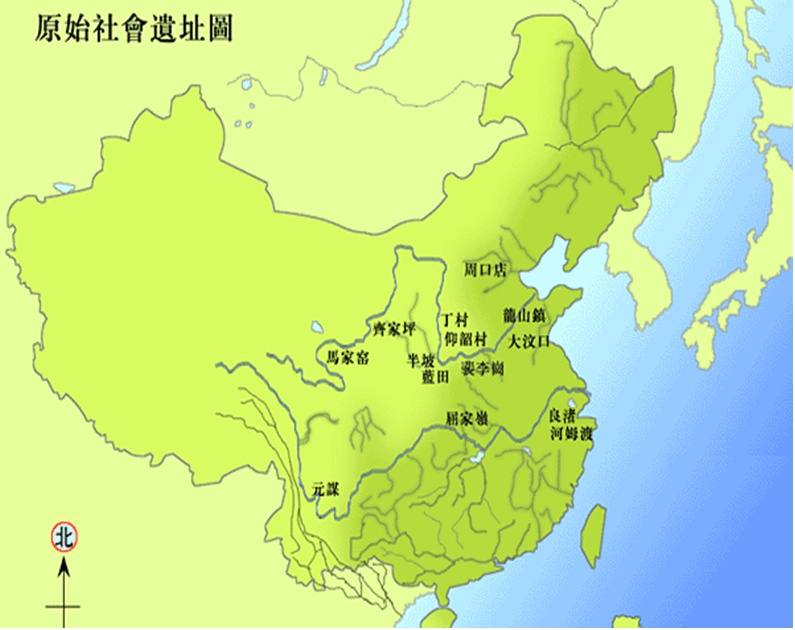 原始社會遺址圖
周口店
龍山鎮
丁村
齊家坪
仰韶村
大汶口
馬家窑
半坡
裴李崗
藍田
屈家嶺
良渚
河姆渡
元謀
北